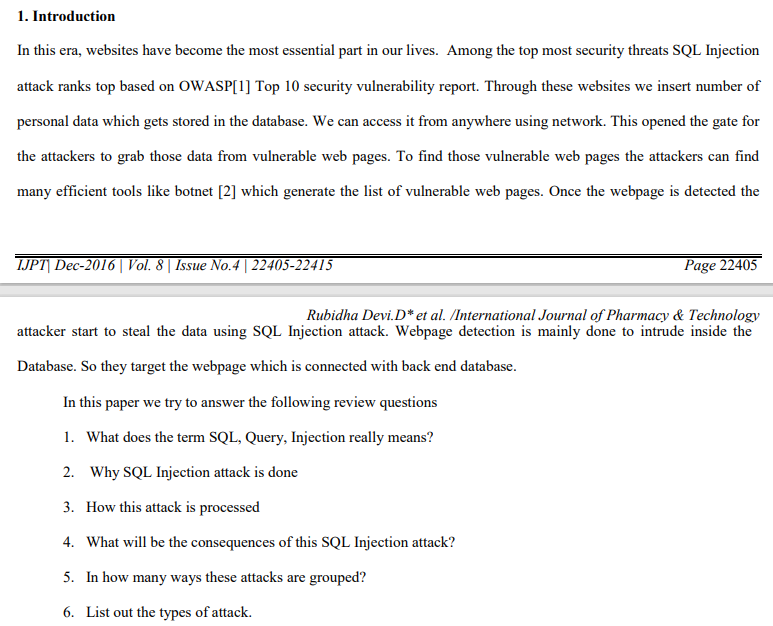 1. Introduction
In this era, websites have become the most essential part in our lives. Among the top most security threats SQL Injection
attack ranks top based on OWASP[1] Top 10 security vulnerability report. Through these websites we insert number of
personal data which gets stored in the database. We can access it from anywhere using network. This opened the gate for
the attackers to grab those data from vulnerable web pages. To find those vulnerable web pages the attackers can find
many efficient tools like botnet [2] which generate the list of vulnerable web pages. Once the webpage is detected the
IJPT| Dec-2016 | Vol. 8 | Issue No.4 | 22405-22415 Page 22405
Rubidha Devi.D* et al. /International Journal of Pharmacy & Technology
attacker start to steal the data using SQL Injection attack. Webpage detection is mainly done to intrude inside the
Database. So they target the webpage which is connected with back end database.
In this paper we try to answer the following review questions
1. What does the term SQL, Query, Injection really means?
2. Why SQL Injection attack is done
3. How this attack is processed
4. What will be the consequences of this SQL Injection attack?
5. In how many ways these attacks are grouped?
6. List out the types of attack.